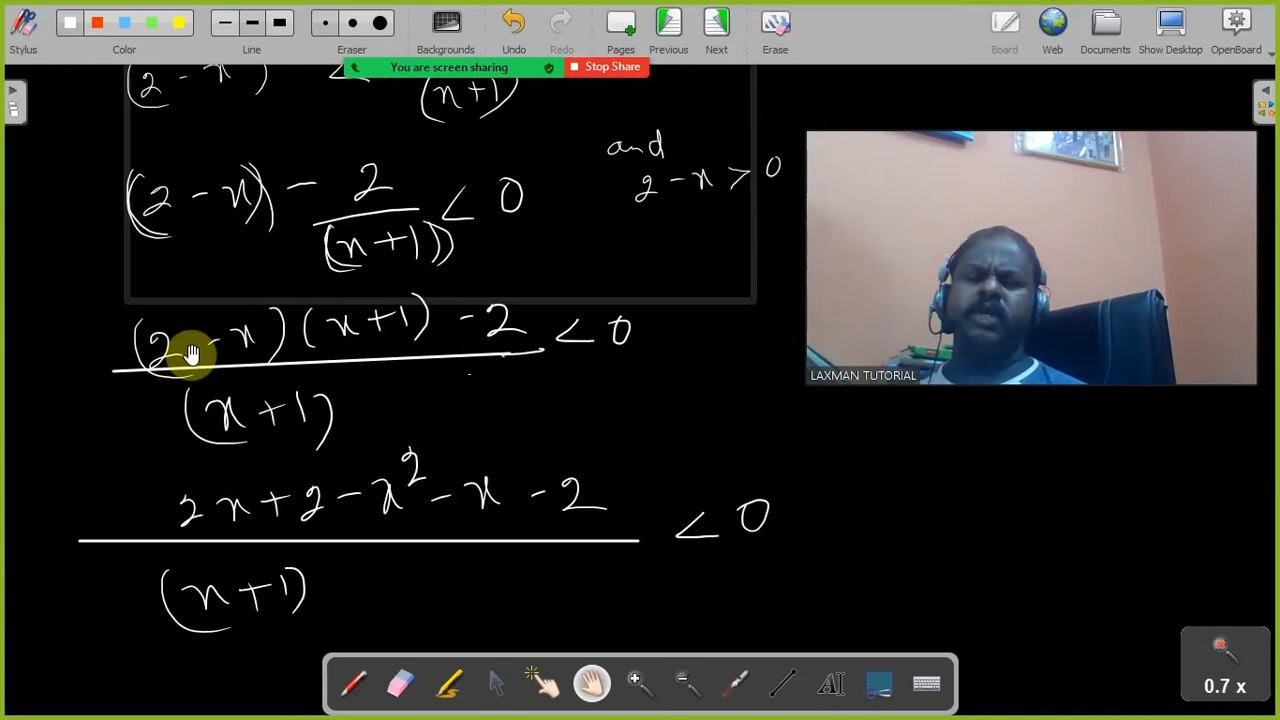 Stylus
Color
Line
Eraser
Backgrounds
Undo
Redo
Pages
Previous
Next
Erase
Board
Web
Documents
Show Desktop
OpenBoard
You are screen sharing
Stop Share
(2 - x) <
(x+1)
and
2 - x > 0
((2 - x)) - 2/((x+1)) < 0
(2 - x)(x+1) - 2 < 0
(x+1)
2x+2-x² - x - 2 < 0
(x+1)
LAXMAN TUTORIAL
0.7 x